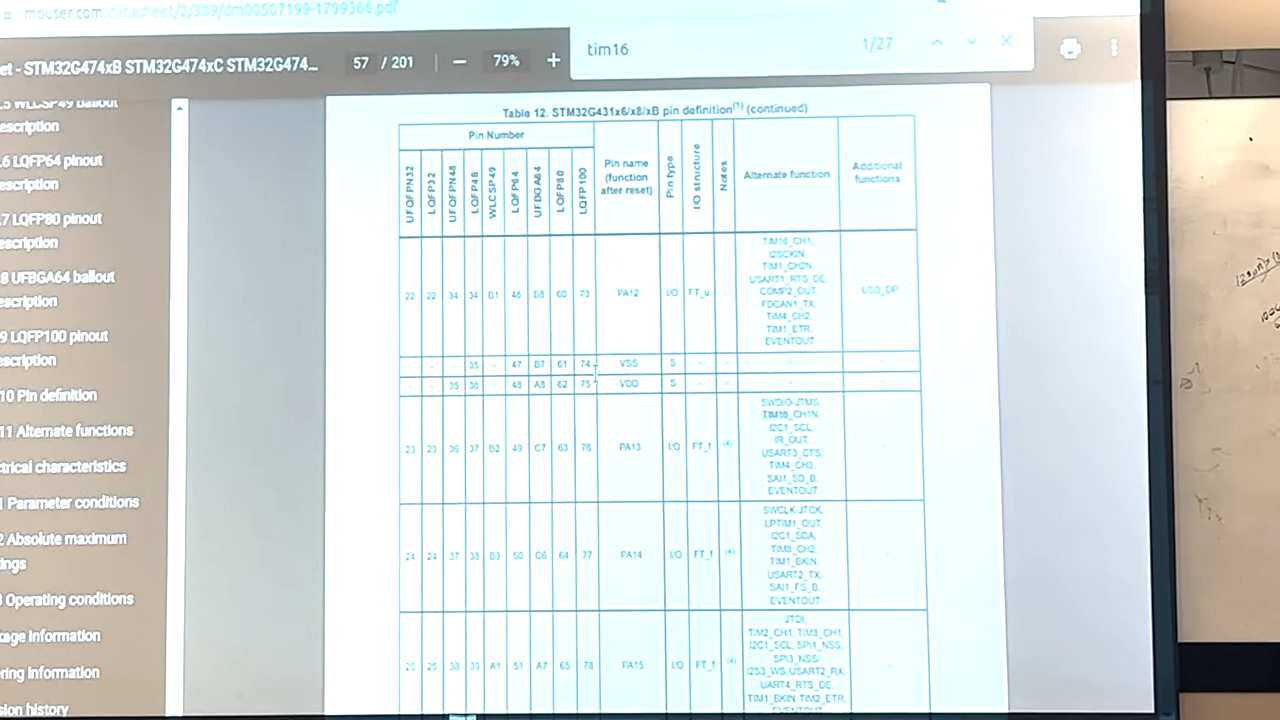 mouser.com/datasheet/2/389/dm00507199-1799366.pdf
et - STM32G474xB STM32G474xC STM32G474...
57 / 201
79%
tim16
1/27
.5 WLCSP49 ballout
escription
.6 LQFP64 pinout
escription
.7 LQFP80 pinout
escription
8 UFBGA64 ballout
escription
9 LQFP100 pinout
escription
10 Pin definition
11 Alternate functions
ctrical characteristics
1 Parameter conditions
2 Absolute maximum
ings
Operating conditions
kage information
ering information
sion history
Table 12. STM32G431x6/x8/xB pin definition(1) (continued)
Pin Number
Pin name
(function
after reset)
Pin type
I/O structure
Notes
Alternate function
Additional
functions
UFQFPN32
LQFP32
UFQFPN48
LQFP48
WLCSP49
LQFP64
UFBGA64
LQFP80
LQFP100
22 22 34 34 B1 46 B8 60 73 PA12 I/O FT_u -
TIM16_CH1,
I2SCKIN,
TIM1_CH2N,
USART1_RTS_DE,
COMP2_OUT,
FDCAN1_TX,
TIM4_CH2,
TIM1_ETR,
EVENTOUT
USB_DP
- - - 35 - 47 B7 61 74 VSS S - - - -
- - 35 36 - 48 A8 62 75 VDD S - - - -
23 23 36 37 B2 49 C7 63 76 PA13 I/O FT_f (4)
SWDIO-JTMS,
TIM16_CH1N,
I2C1_SCL,
IR_OUT,
USART3_CTS,
TIM4_CH3,
SAI1_SD_B,
EVENTOUT
-
24 24 37 38 B3 50 C6 64 77 PA14 I/O FT_f (4)
SWCLK-JTCK,
LPTIM1_OUT,
I2C1_SDA,
TIM8_CH2,
TIM1_BKIN,
USART2_TX,
SAI1_FS_B,
EVENTOUT
-
25 25 38 39 A1 51 A7 65 78 PA15 I/O FT_f (4)
JTDI,
TIM2_CH1, TIM8_CH1,
I2C1_SCL, SPI1_NSS,
SPI3_NSS/
I2S3_WS,USART2_RX,
UART4_RTS_DE,
TIM1_BKIN, TIM2_ETR,
EVENTOUT
-